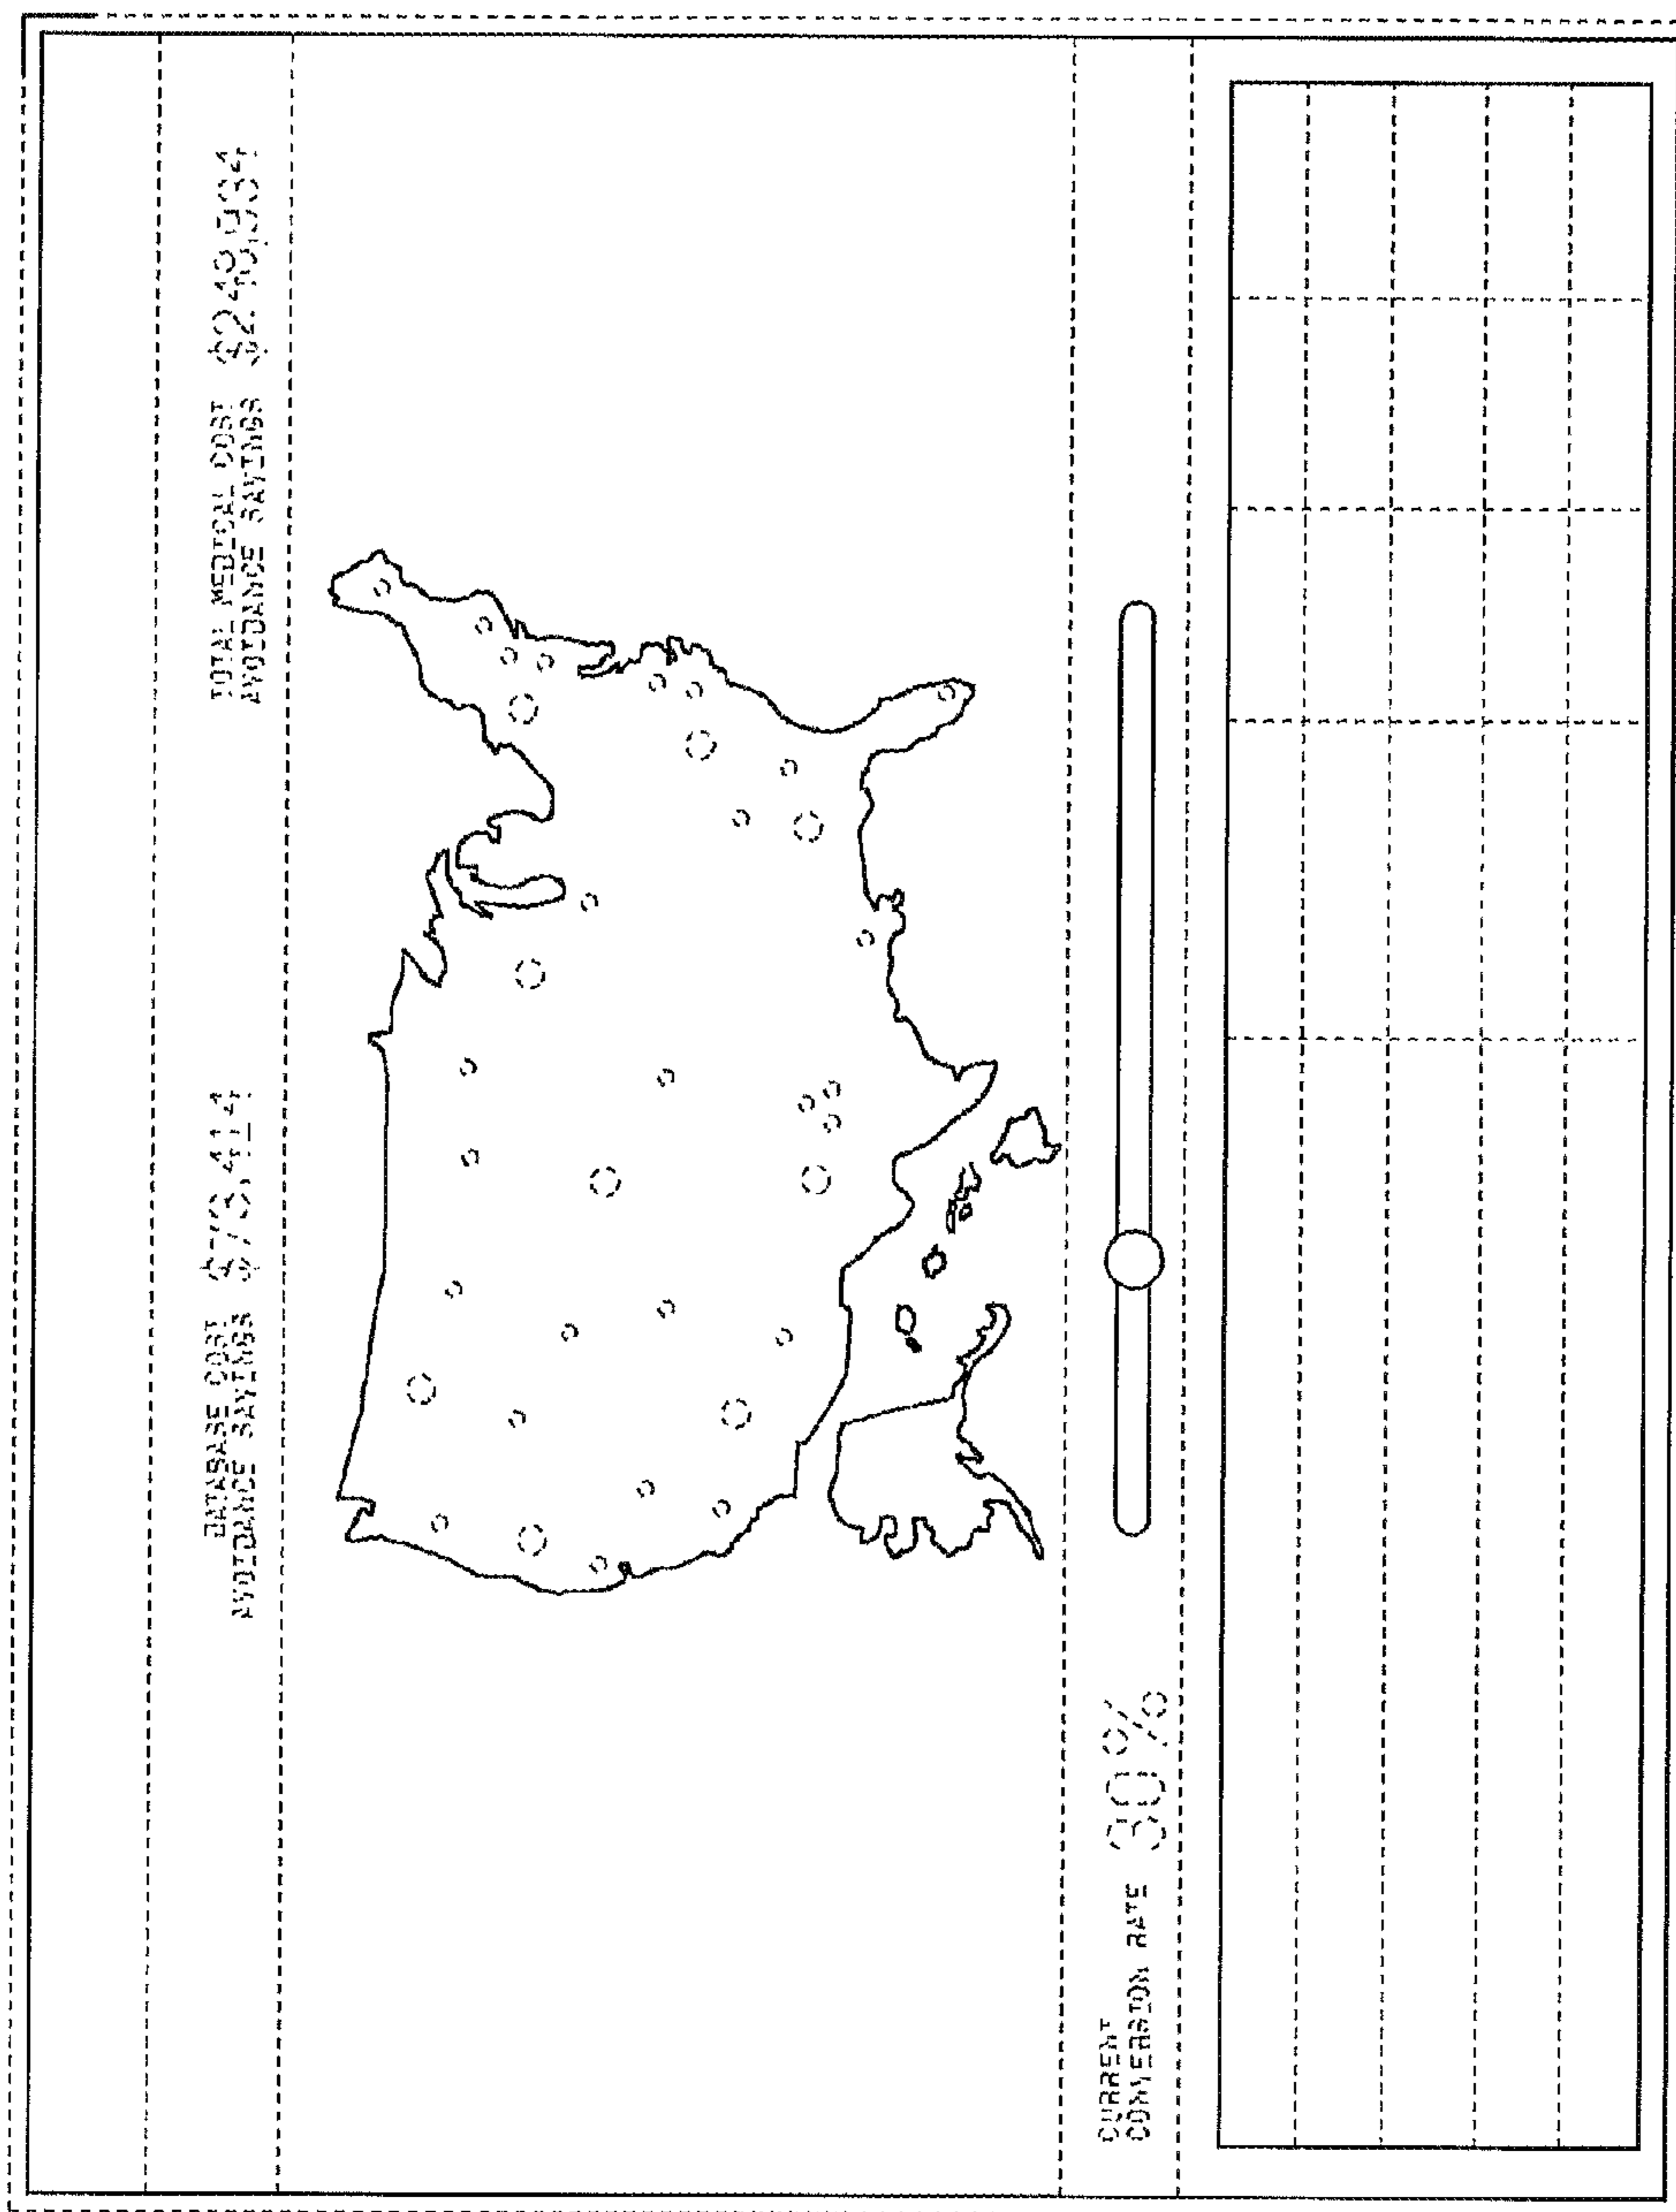 DATABASE COST
AVOIDANCE SAVINGS $73,414
TOTAL MEDICAL COST
AVOIDANCE SAVINGS
CURRENT
CONVERSION RATE 30%